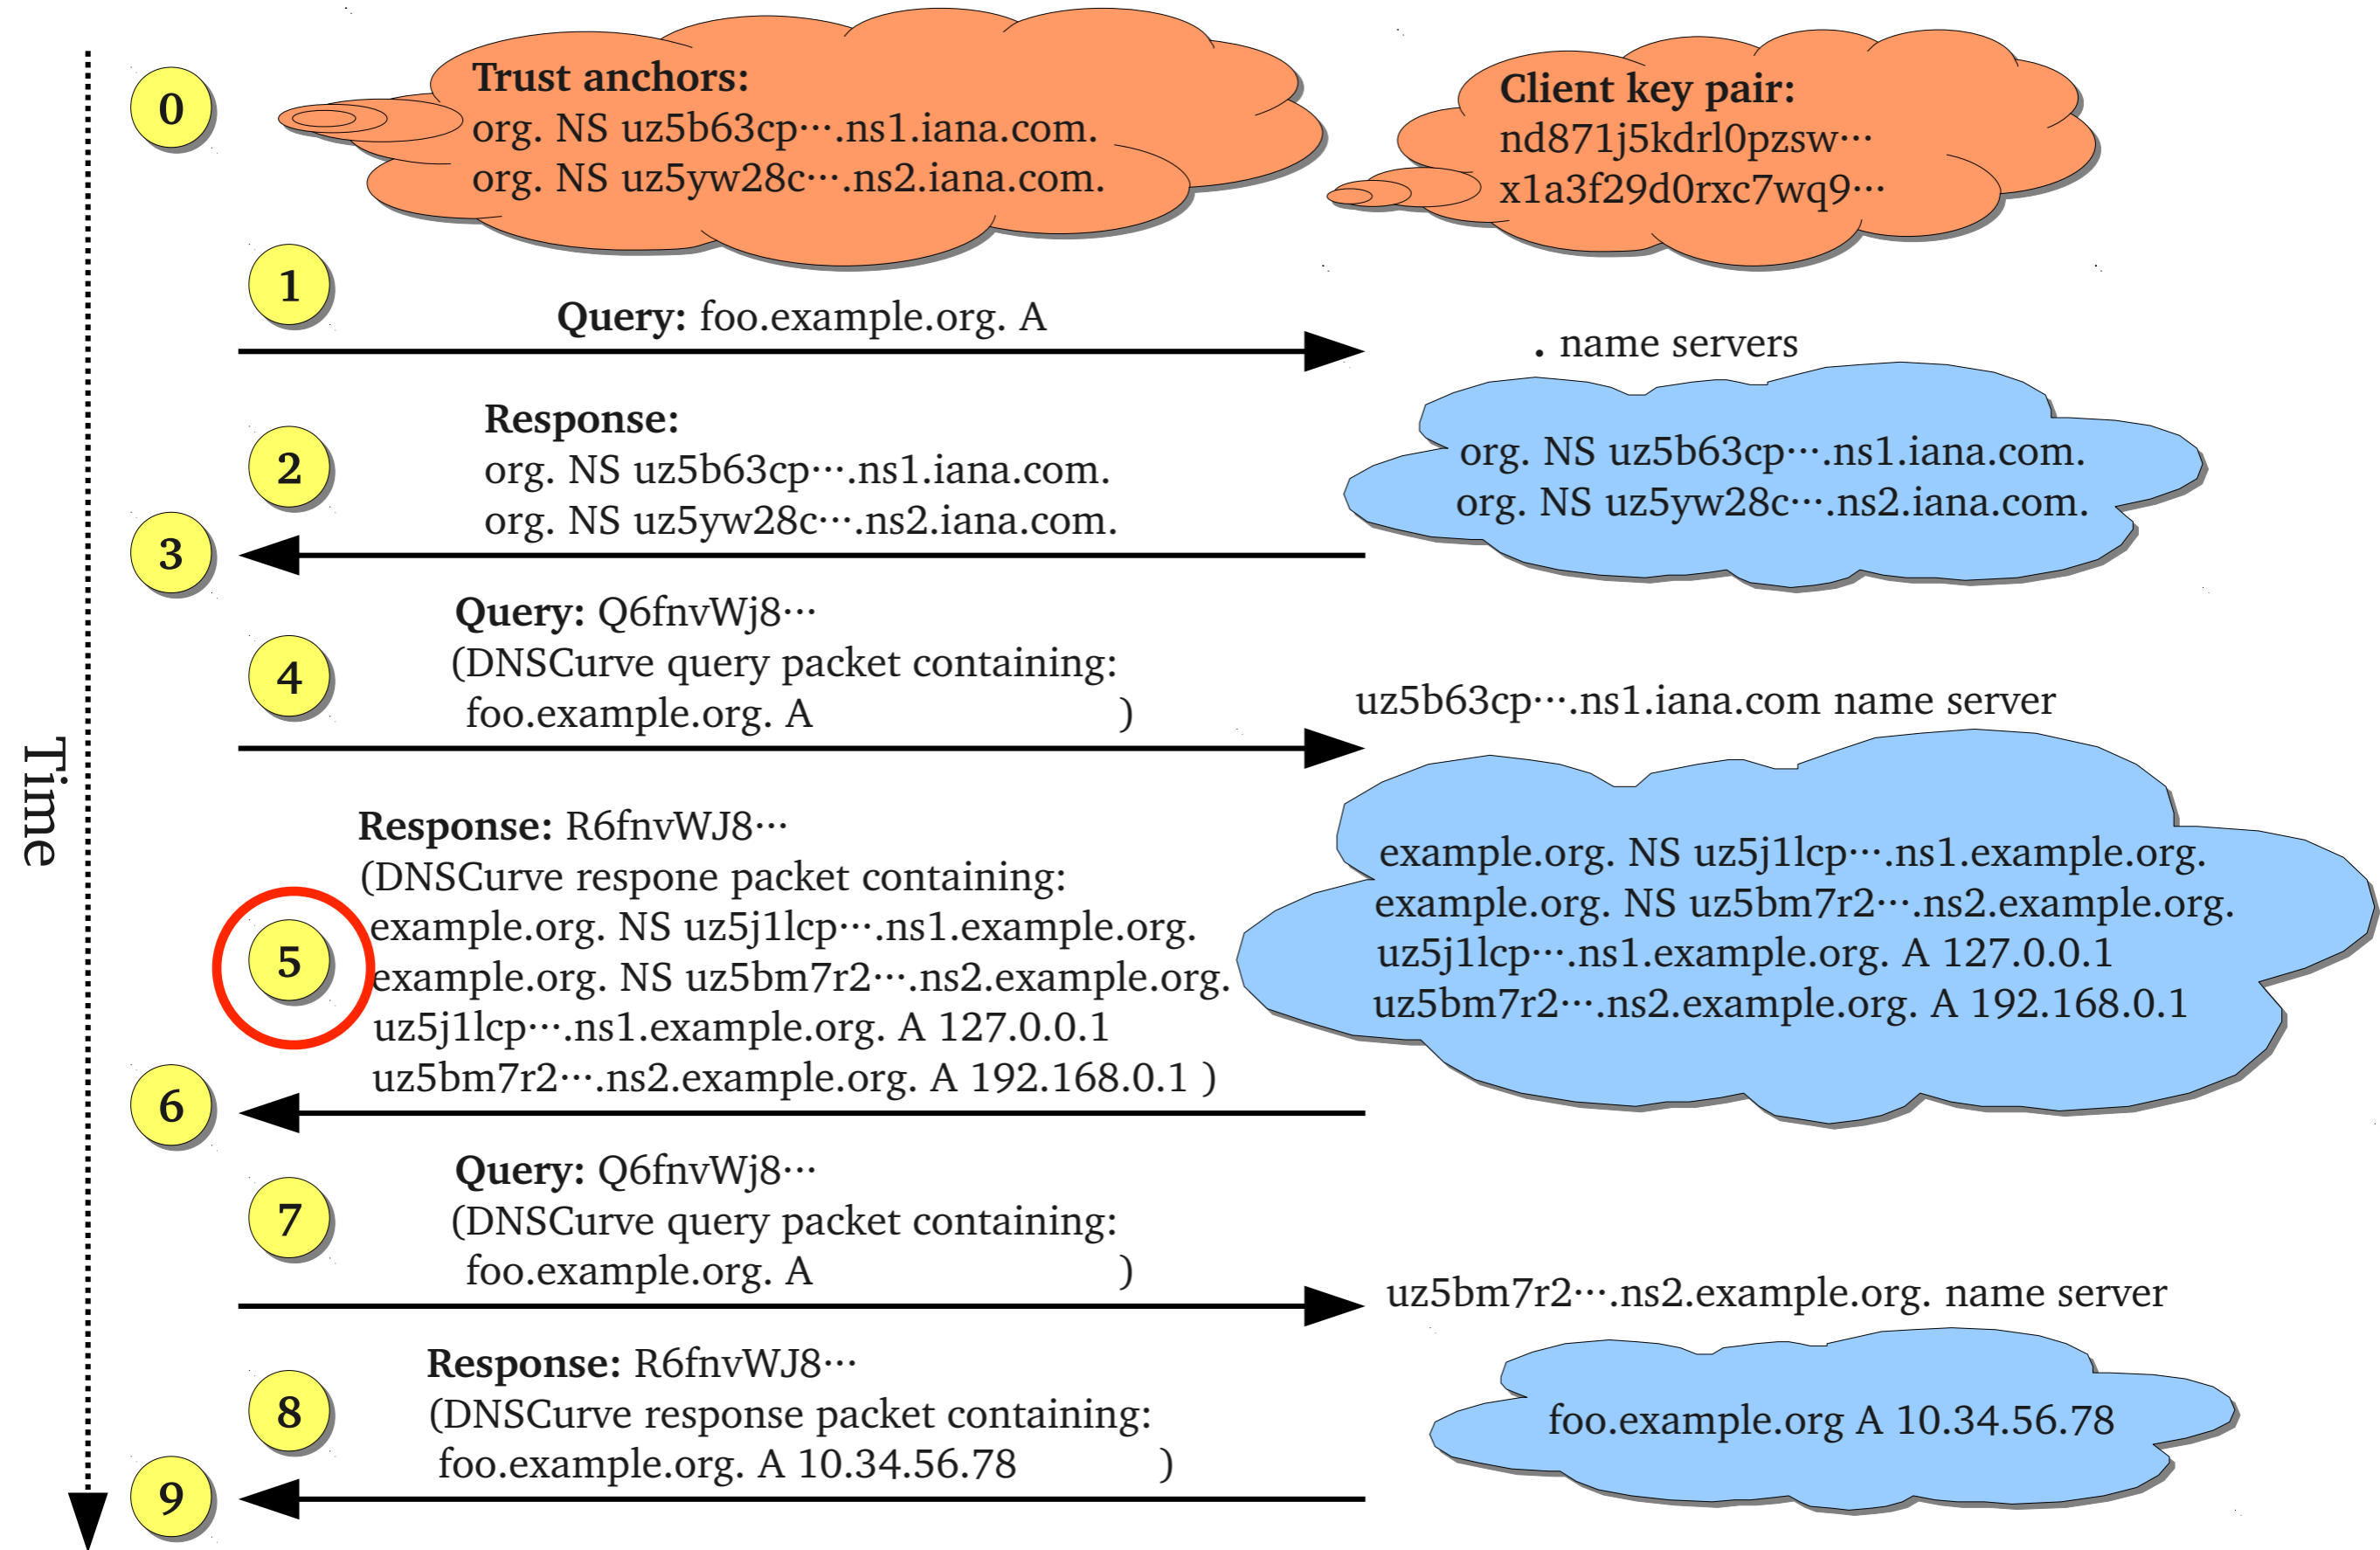 0
Trust anchors:
org. NS uz5b63cp···.ns1.iana.com.
org. NS uz5yw28c···.ns2.iana.com.
Client key pair:
nd871j5kdrl0pzsw···
x1a3f29d0rxc7wq9···
1
Query: foo.example.org. A
. name servers
2
Response:
org. NS uz5b63cp···.ns1.iana.com.
org. NS uz5yw28c···.ns2.iana.com.
org. NS uz5b63cp···.ns1.iana.com.
org. NS uz5yw28c···.ns2.iana.com.
3
4
Query: Q6fnvWj8···
(DNSCurve query packet containing:
foo.example.org. A )
uz5b63cp···.ns1.iana.com name server
Time
5
Response: R6fnvWJ8···
(DNSCurve respone packet containing:
example.org. NS uz5j1lcp···.ns1.example.org.
example.org. NS uz5bm7r2···.ns2.example.org.
uz5j1lcp···.ns1.example.org. A 127.0.0.1
uz5bm7r2···.ns2.example.org. A 192.168.0.1 )
example.org. NS uz5j1lcp···.ns1.example.org.
example.org. NS uz5bm7r2···.ns2.example.org.
uz5j1lcp···.ns1.example.org. A 127.0.0.1
uz5bm7r2···.ns2.example.org. A 192.168.0.1
6
7
Query: Q6fnvWj8···
(DNSCurve query packet containing:
foo.example.org. A )
uz5bm7r2···.ns2.example.org. name server
8
Response: R6fnvWJ8···
(DNSCurve response packet containing:
foo.example.org. A 10.34.56.78 )
foo.example.org A 10.34.56.78
9